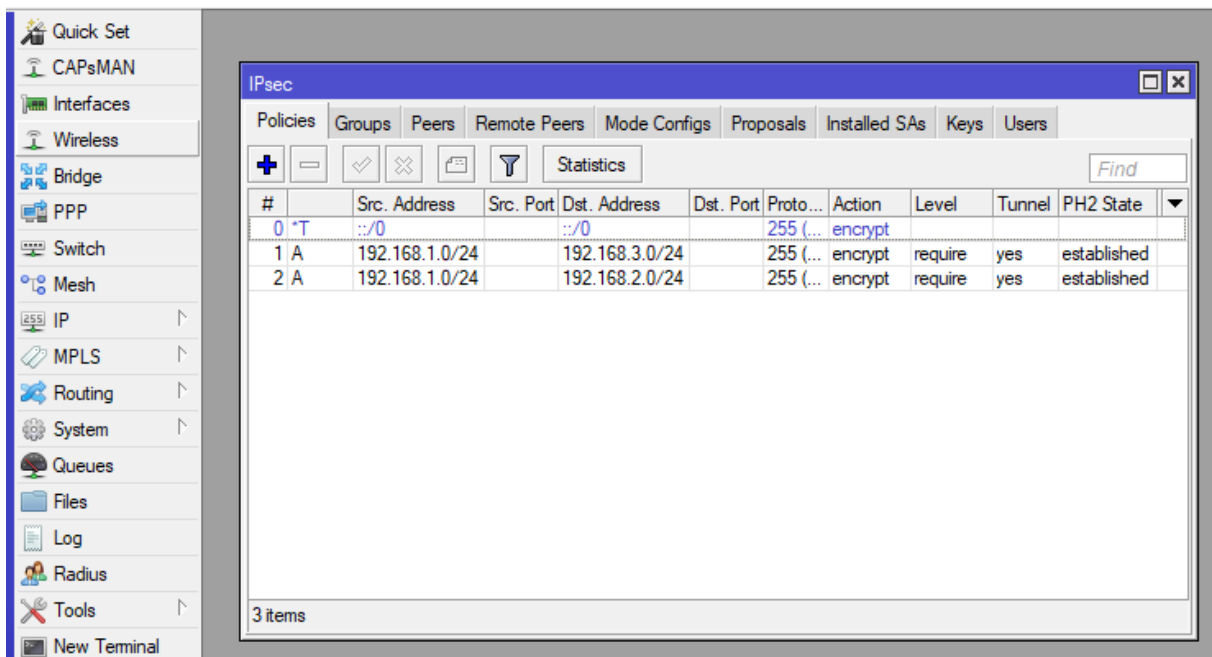 Quick Set
CAPsMAN
Interfaces
Wireless
Bridge
PPP
Switch
Mesh
255 IP
MPLS
Routing
System
Queues
Files
Log
Radius
Tools
New Terminal
IPsec
Policies Groups Peers Remote Peers Mode Configs Proposals Installed SAs Keys Users
Statistics Find
# Src. Address Src. Port Dst. Address Dst. Port Proto... Action Level Tunnel PH2 State
0 *T ::/0 ::/0 255 (... encrypt
1 A 192.168.1.0/24 192.168.3.0/24 255 (... encrypt require yes established
2 A 192.168.1.0/24 192.168.2.0/24 255 (... encrypt require yes established
3 items